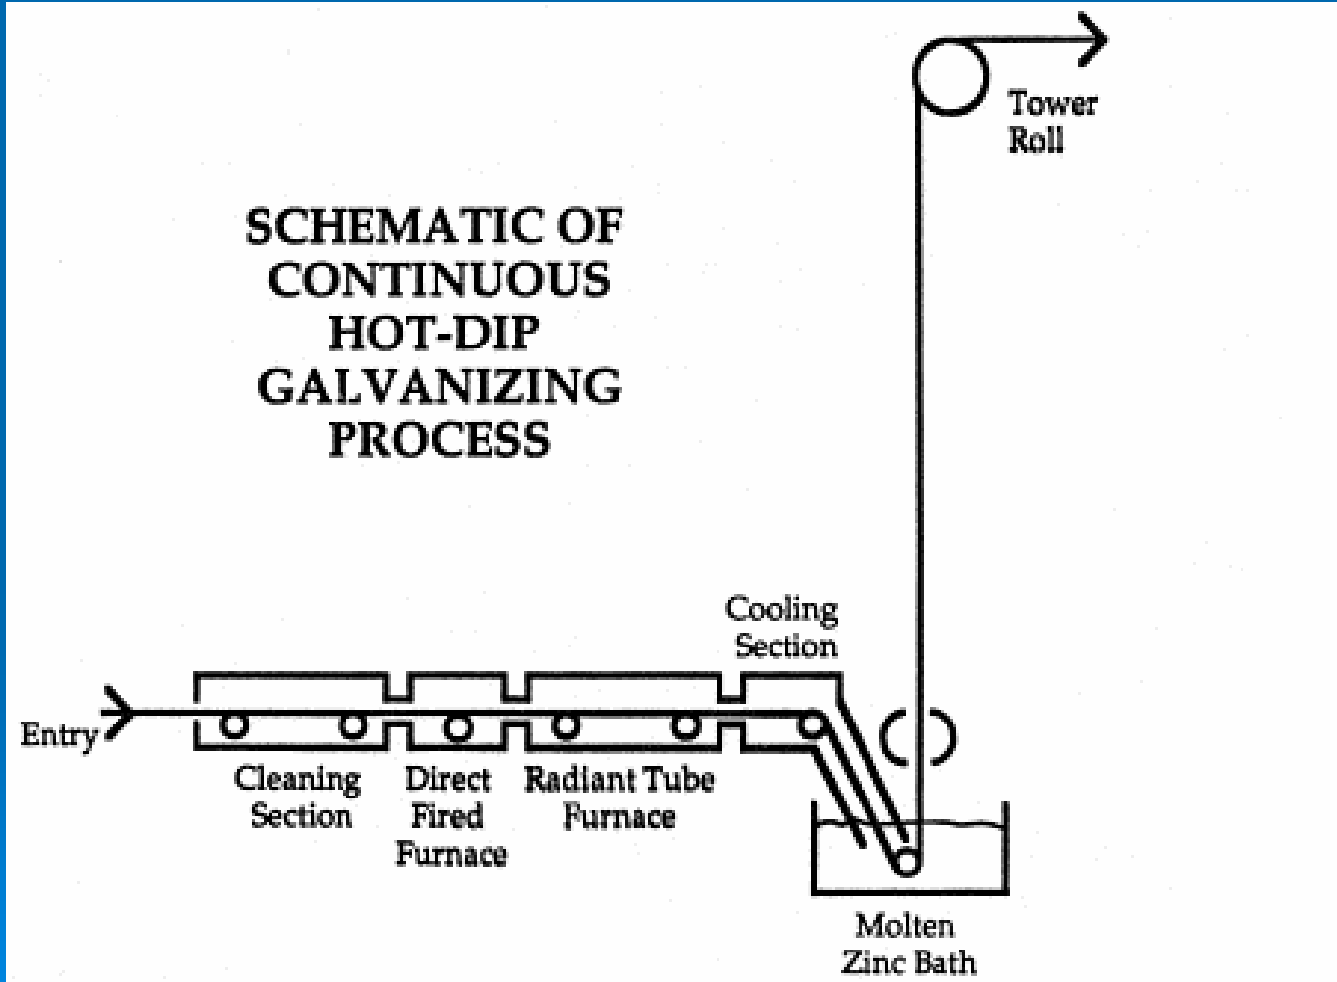 SCHEMATIC OF
CONTINUOUS
HOT-DIP
GALVANIZING
PROCESS
Tower
Roll
Cooling
Section
Entry
Cleaning
Section
Direct
Fired
Furnace
Radiant Tube
Furnace
Molten
Zinc Bath